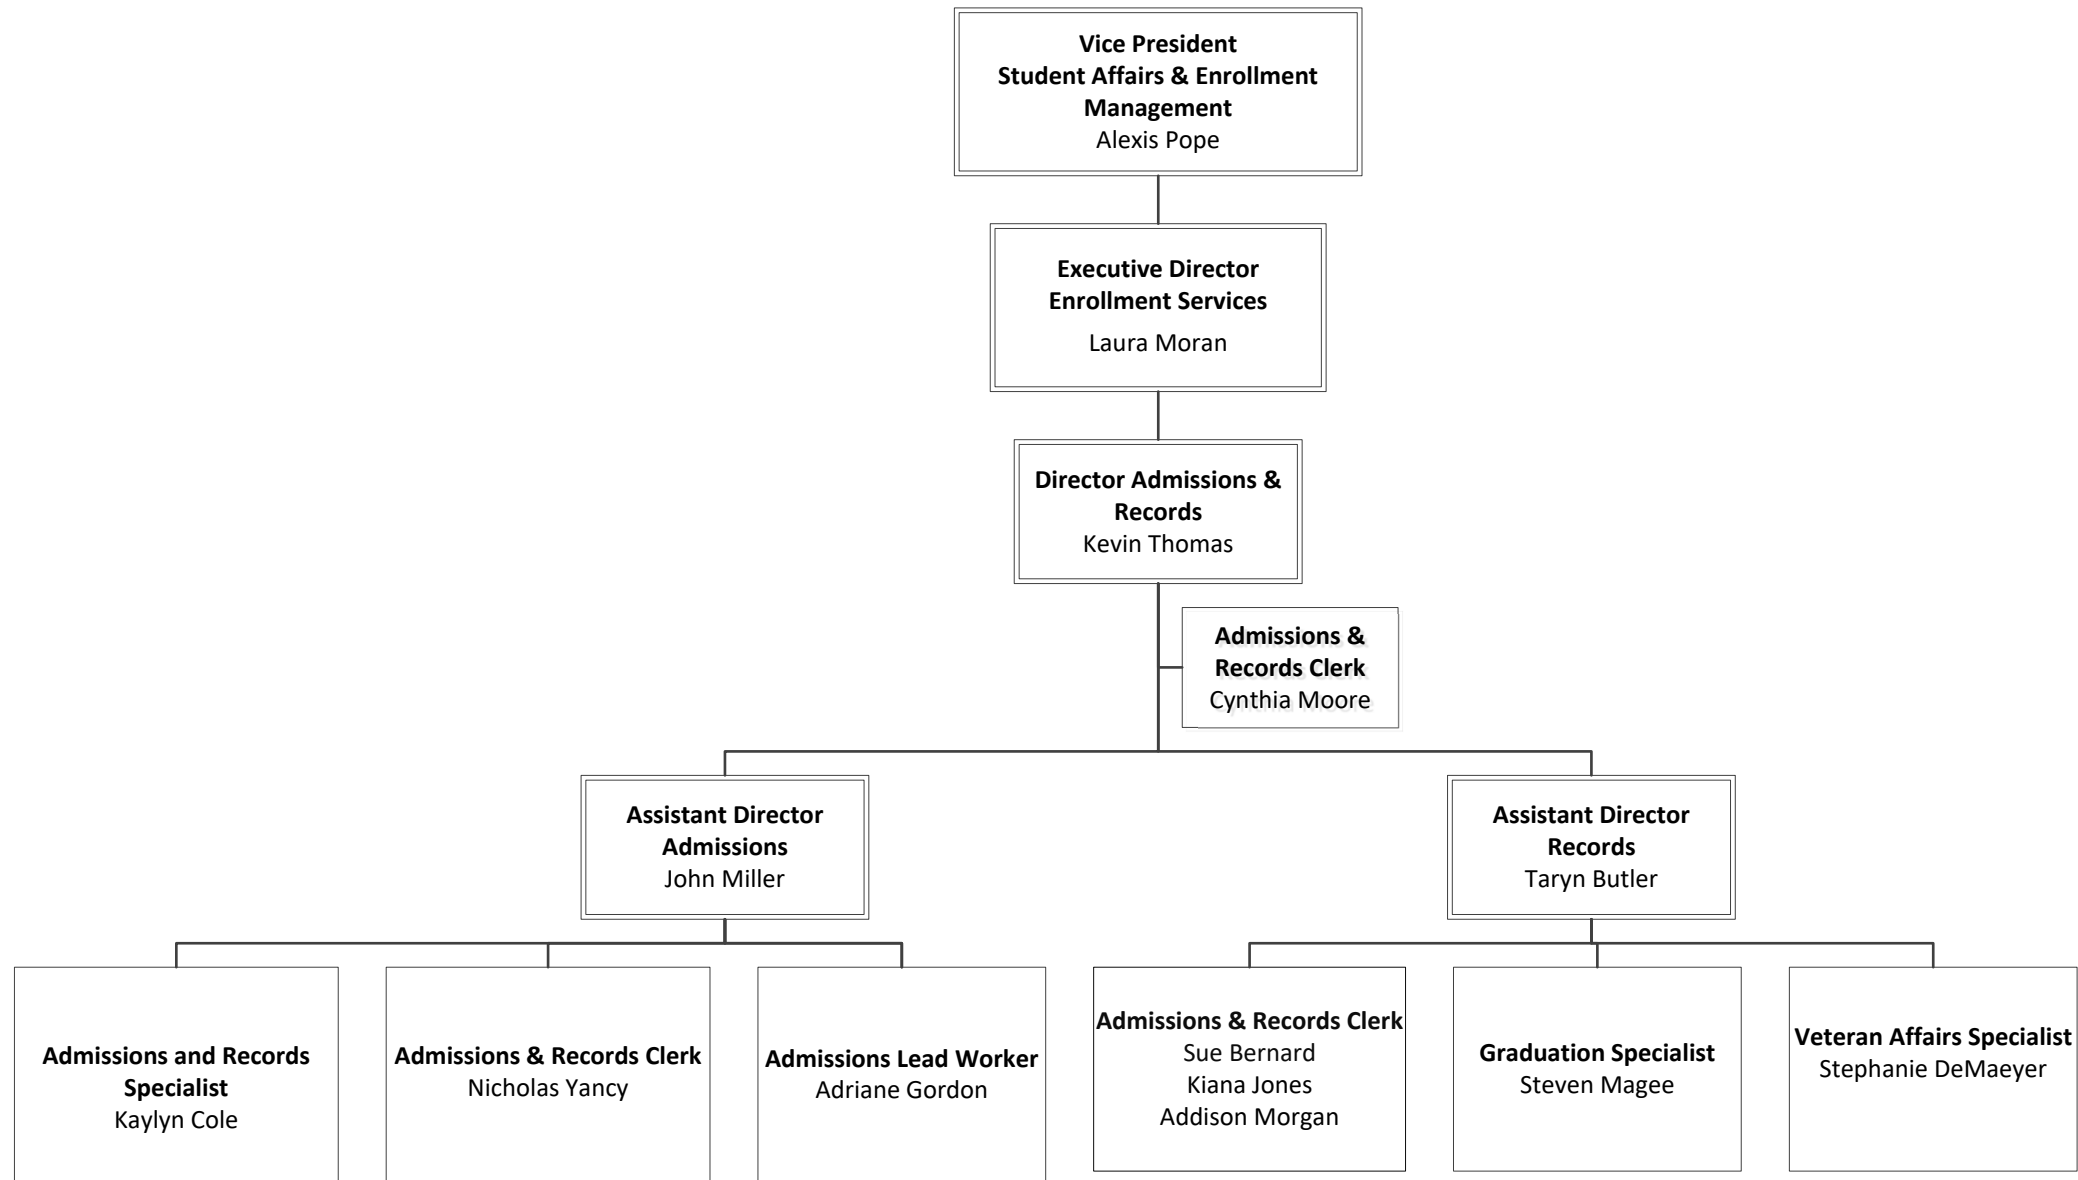 Vice President
Student Affairs & Enrollment
Management
Alexis Pope
Executive Director
Enrollment Services
Laura Moran
Director Admissions &
Records
Kevin Thomas
Admissions &
Records Clerk
Cynthia Moore
Assistant Director
Admissions
John Miller
Assistant Director
Records
Taryn Butler
Admissions and Records
Specialist
Kaylyn Cole
Admissions & Records Clerk
Nicholas Yancy
Admissions Lead Worker
Adriane Gordon
Admissions & Records Clerk
Sue Bernard
Kiana Jones
Addison Morgan
Graduation Specialist
Steven Magee
Veteran Affairs Specialist
Stephanie DeMaeyer